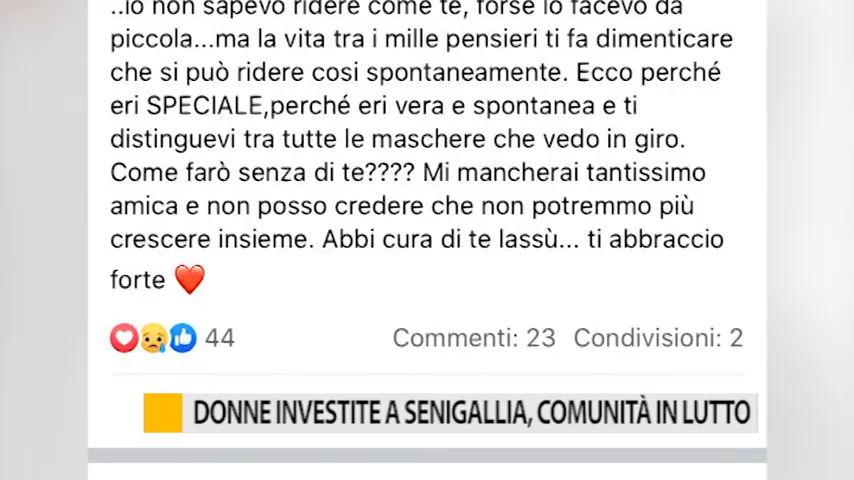 ..io non sapevo ridere come te, forse lo facevo da
piccola...ma la vita tra i mille pensieri ti fa dimenticare
che si può ridere cosi spontaneamente. Ecco perché
eri SPECIALE,perché eri vera e spontanea e ti
distinguevi tra tutte le maschere che vedo in giro.
Come farò senza di te???? Mi mancherai tantissimo
amica e non posso credere che non potremmo più
crescere insieme. Abbi cura di te lassù... ti abbraccio
forte ❤️
44 Commenti: 23 Condivisioni: 2
DONNE INVESTITE A SENIGALLIA, COMUNITÀ IN LUTTO